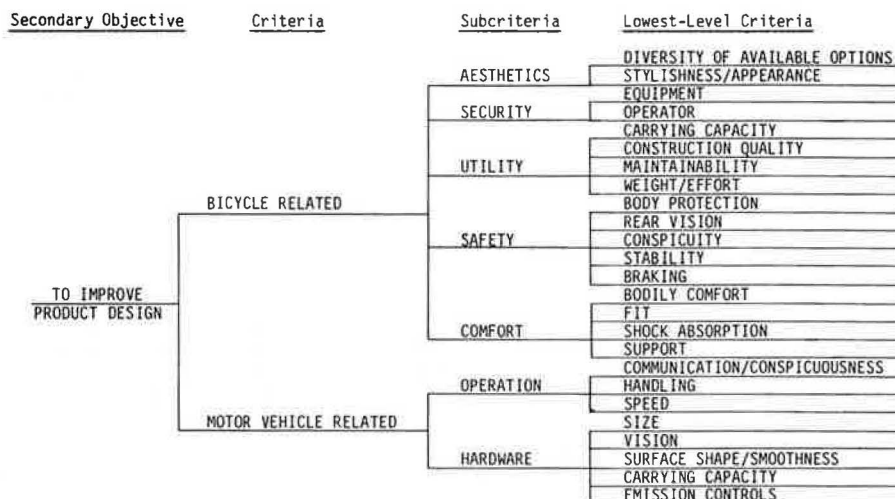 Secondary Objective Criteria Subcriteria Lowest-Level Criteria
DIVERSITY OF AVAILABLE OPTIONS
AESTHETICS STYLISHNESS/APPEARANCE
EQUIPMENT
SECURITY OPERATOR
CARRYING CAPACITY
CONSTRUCTION QUALITY
UTILITY MAINTAINABILITY
WEIGHT/EFFORT
BODY PROTECTION
BICYCLE RELATED
REAR VISION
SAFETY CONSPICUITY
STABILITY
BRAKING
TO IMPROVE BODILY COMFORT
PRODUCT DESIGN FIT
COMFORT SHOCK ABSORPTION
SUPPORT
COMMUNICATION/CONSPICUOUSNESS
OPERATION HANDLING
SPEED
MOTOR VEHICLE RELATED SIZE
VISION
HARDWARE SURFACE SHAPE/SMOOTHNESS
CARRYING CAPACITY
EMISSION CONTROLS